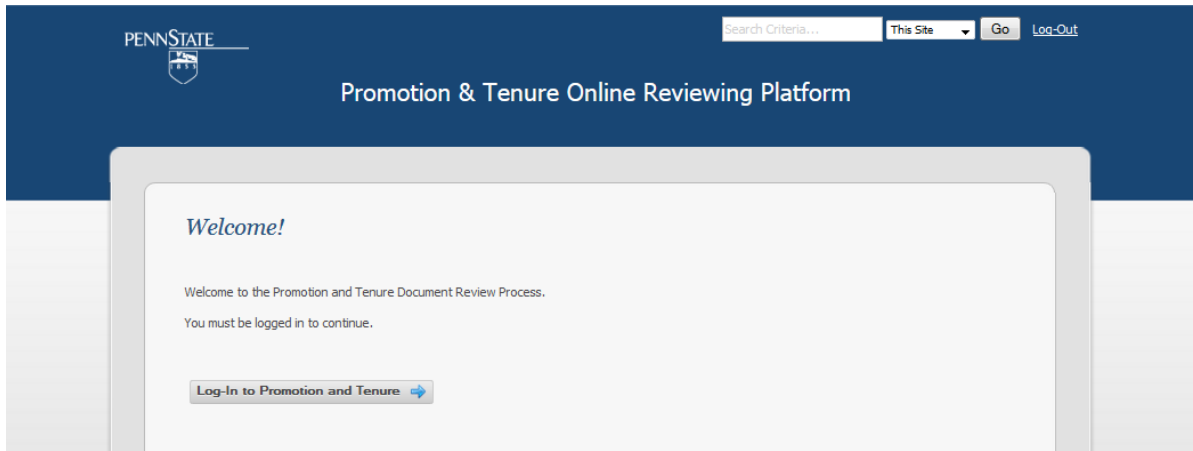 PENNSTATE
1855
Search Criteria...
This Site
Go
Log-Out
Promotion & Tenure Online Reviewing Platform
Welcome!
Welcome to the Promotion and Tenure Document Review Process.
You must be logged in to continue.
Log-In to Promotion and Tenure